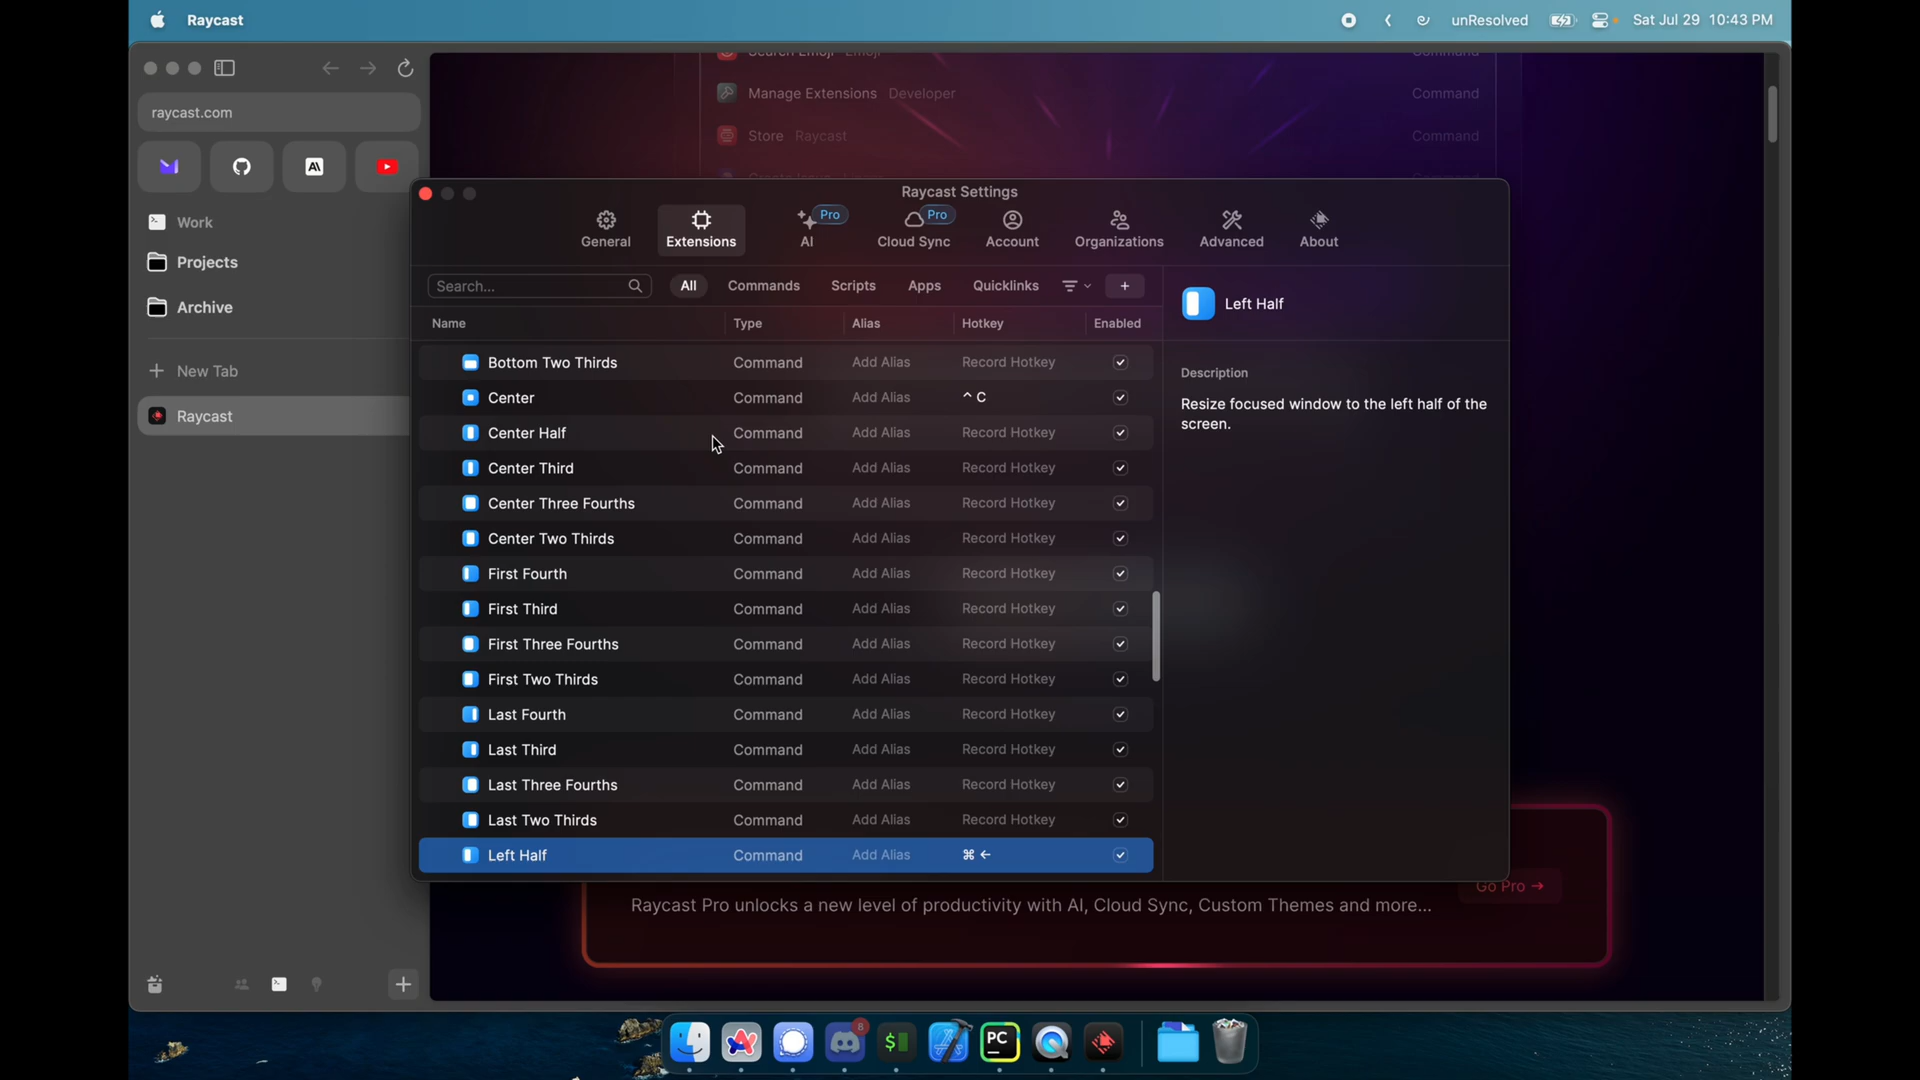 Raycast
unResolved
Sat Jul 29 10:43 PM
raycast.com
Work
Projects
Archive
New Tab
Raycast
Search Emoji Emoji Command
Manage Extensions Developer Command
Store Raycast Command
Raycast Settings
General
Extensions
Pro
AI
Pro
Cloud Sync
Account
Organizations
Advanced
About
Search...
All
Commands
Scripts
Apps
Quicklinks
+
Name Type Alias Hotkey Enabled
Bottom Two Thirds Command Add Alias Record Hotkey
Center Command Add Alias ^ C
Center Half Command Add Alias Record Hotkey
Center Third Command Add Alias Record Hotkey
Center Three Fourths Command Add Alias Record Hotkey
Center Two Thirds Command Add Alias Record Hotkey
First Fourth Command Add Alias Record Hotkey
First Third Command Add Alias Record Hotkey
First Three Fourths Command Add Alias Record Hotkey
First Two Thirds Command Add Alias Record Hotkey
Last Fourth Command Add Alias Record Hotkey
Last Third Command Add Alias Record Hotkey
Last Three Fourths Command Add Alias Record Hotkey
Last Two Thirds Command Add Alias Record Hotkey
Left Half Command Add Alias ⌘ ←
Left Half
Description
Resize focused window to the left half of the
screen.
Go Pro →
Raycast Pro unlocks a new level of productivity with AI, Cloud Sync, Custom Themes and more...
8
$
PC